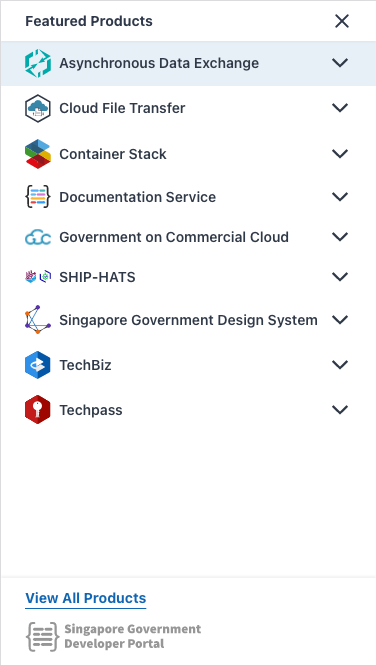 Featured Products
Asynchronous Data Exchange
Cloud File Transfer
Container Stack
Documentation Service
Government on Commercial Cloud
SHIP-HATS
Singapore Government Design System
TechBiz
Techpass
View All Products
Singapore Government
Developer Portal